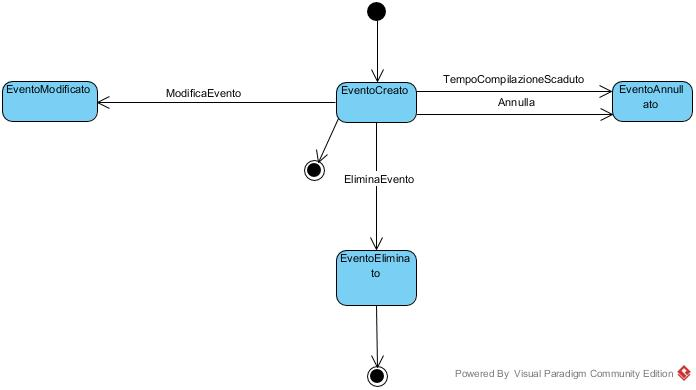 EventoModificato
ModificaEvento
EventoCreato
TempoCompilazioneScaduto
Annulla
EventoAnnull
ato
EliminaEvento
EventoElimina
to
Powered By Visual Paradigm Community Edition